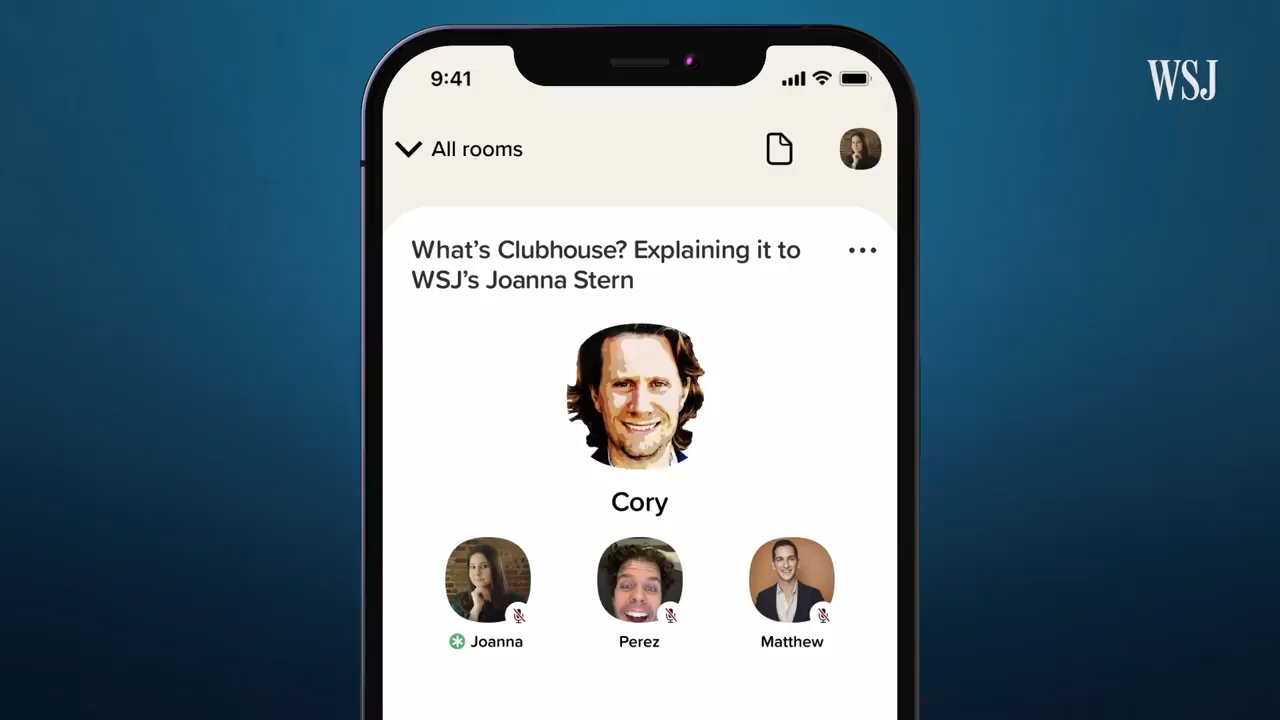 9:41
WSJ
All rooms
What's Clubhouse? Explaining it to
WSJ's Joanna Stern
Cory
Joanna
Perez
Matthew